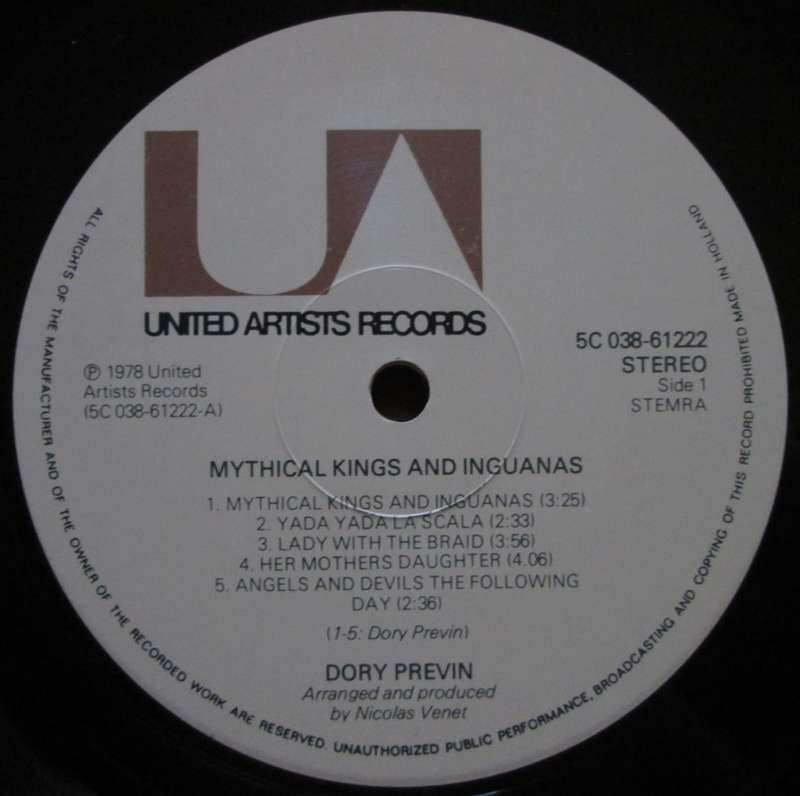 UA
UNITED ARTISTS RECORDS
℗ 1978 United
Artists Records
(5C 038-61222-A)
5C 038-61222
STEREO
Side 1
STEMRA
MYTHICAL KINGS AND INGUANAS
1. MYTHICAL KINGS AND INGUANAS (3:25)
2. YADA YADA LA SCALA (2:33)
3. LADY WITH THE BRAID (3:56)
4. HER MOTHERS DAUGHTER (4.06)
5. ANGELS AND DEVILS THE FOLLOWING
DAY (2:36)
(1-5: Dory Previn)
DORY PREVIN
Arranged and produced
by Nicolas Venet
ALL RIGHTS OF THE MANUFACTURER AND OF THE OWNER OF THE RECORDED WORK ARE RESERVED. UNAUTHORIZED PUBLIC PERFORMANCE, BROADCASTING AND COPYING OF THIS RECORD PROHIBITED MADE IN HOLLAND